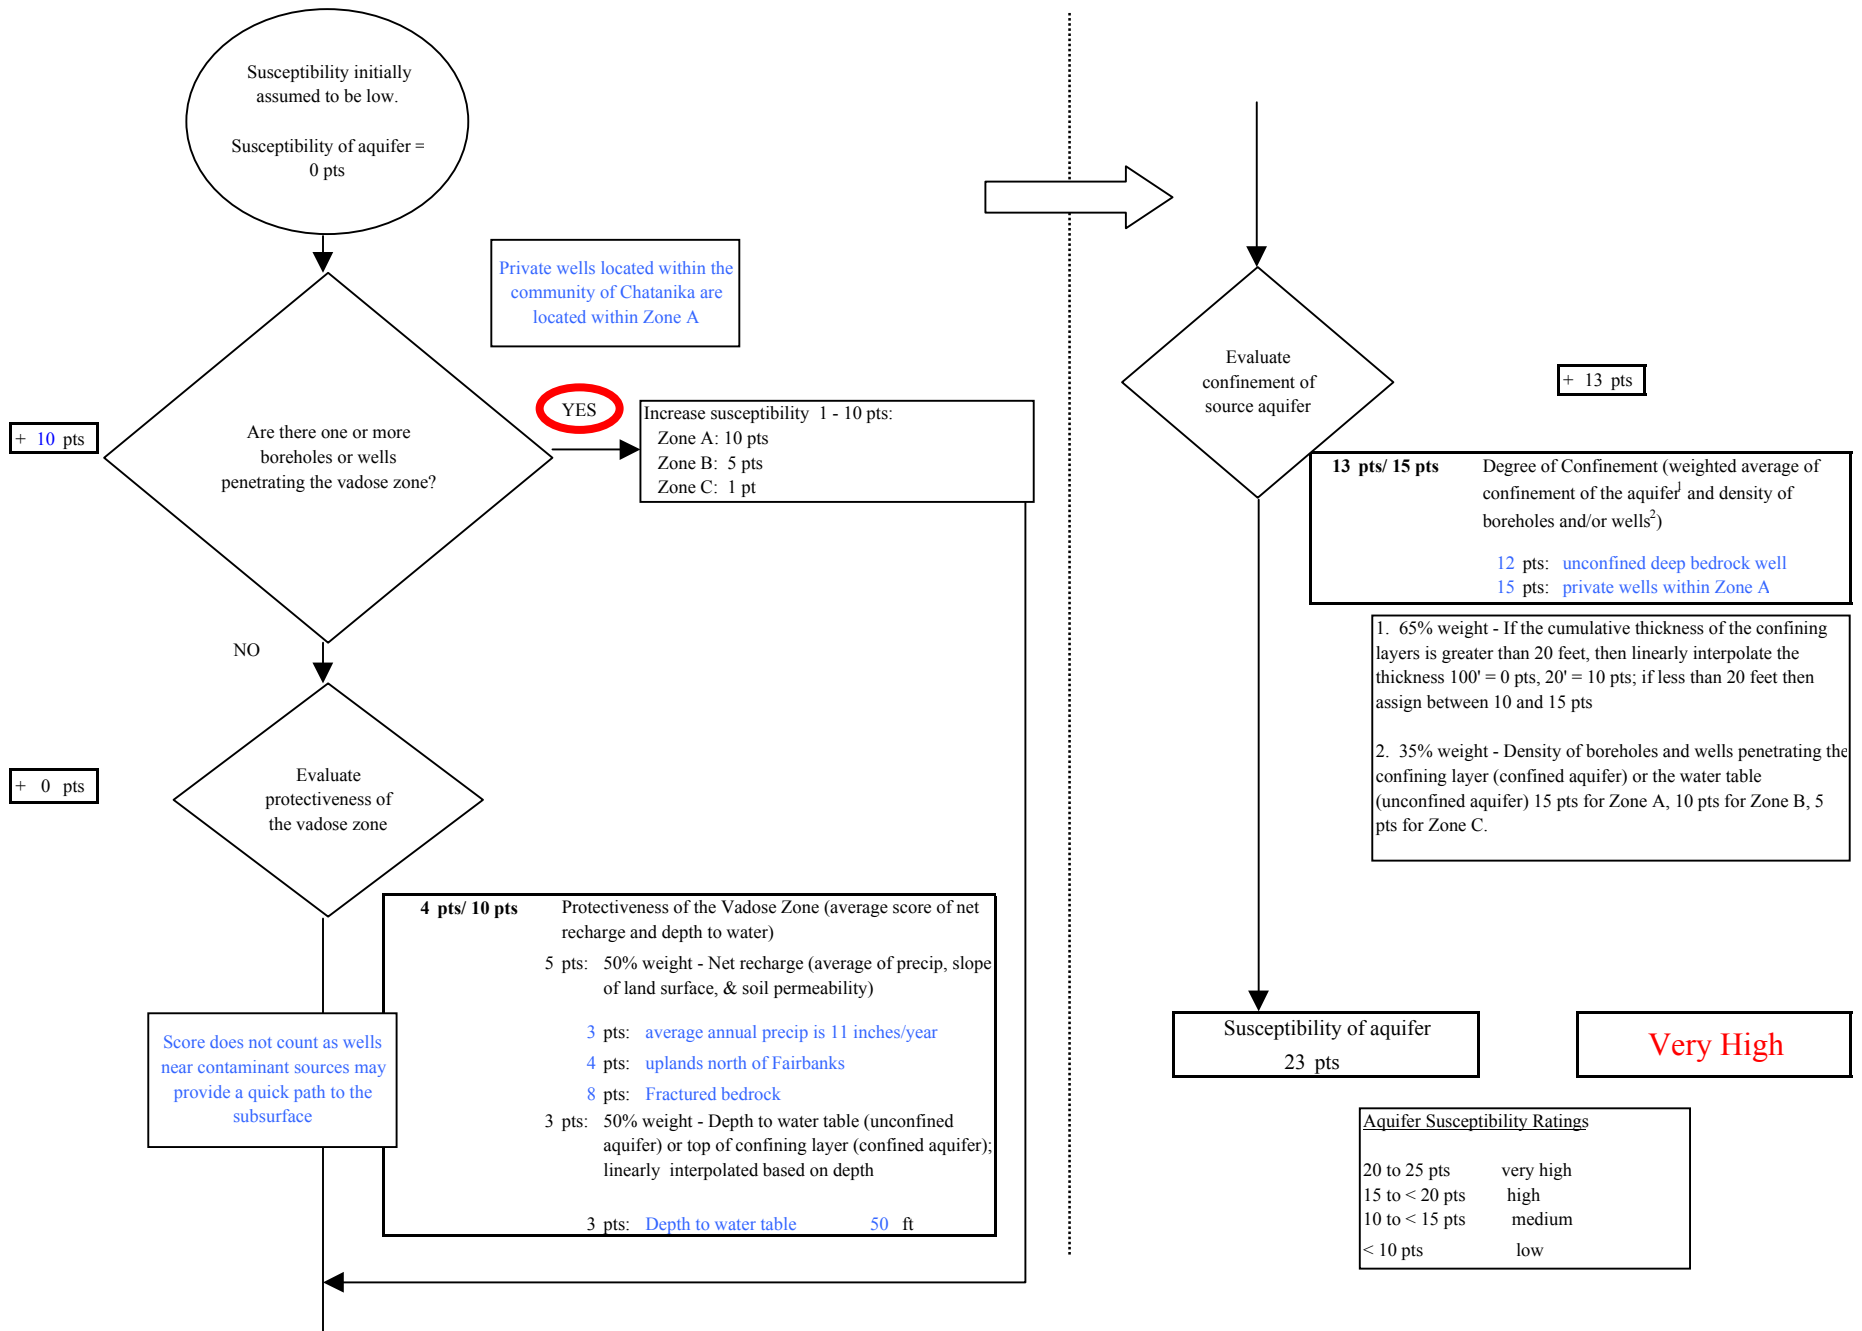 Susceptibility initially
assumed to be low.
Susceptibility of aquifer =
0 pts
Private wells located within the
community of Chatanika are
located within Zone A
YES
+ 10 pts
Are there one or more
boreholes or wells
penetrating the vadose zone?
Increase susceptibility 1 - 10 pts:
Zone A: 10 pts
Zone B: 5 pts
Zone C: 1 pt
NO
+ 0 pts
Evaluate
protectiveness of
the vadose zone
4 pts/ 10 pts Protectiveness of the Vadose Zone (average score of net
recharge and depth to water)
5 pts: 50% weight - Net recharge (average of precip, slope
of land surface, & soil permeability)
3 pts: average annual precip is 11 inches/year
4 pts: uplands north of Fairbanks
8 pts: Fractured bedrock
3 pts: 50% weight - Depth to water table (unconfined
aquifer) or top of confining layer (confined aquifer);
linearly interpolated based on depth
3 pts: Depth to water table 50 ft
Score does not count as wells
near contaminant sources may
provide a quick path to the
subsurface
Evaluate
confinement of
source aquifer
+ 13 pts
13 pts/ 15 pts Degree of Confinement (weighted average of
confinement of the aquifer1 and density of
boreholes and/or wells2)
12 pts: unconfined deep bedrock well
15 pts: private wells within Zone A
1. 65% weight - If the cumulative thickness of the confining
layers is greater than 20 feet, then linearly interpolate the
thickness 100' = 0 pts, 20' = 10 pts; if less than 20 feet then
assign between 10 and 15 pts
2. 35% weight - Density of boreholes and wells penetrating the
confining layer (confined aquifer) or the water table
(unconfined aquifer) 15 pts for Zone A, 10 pts for Zone B, 5
pts for Zone C.
Susceptibility of aquifer
23 pts
Very High
Aquifer Susceptibility Ratings
20 to 25 pts very high
15 to < 20 pts high
10 to < 15 pts medium
< 10 pts low